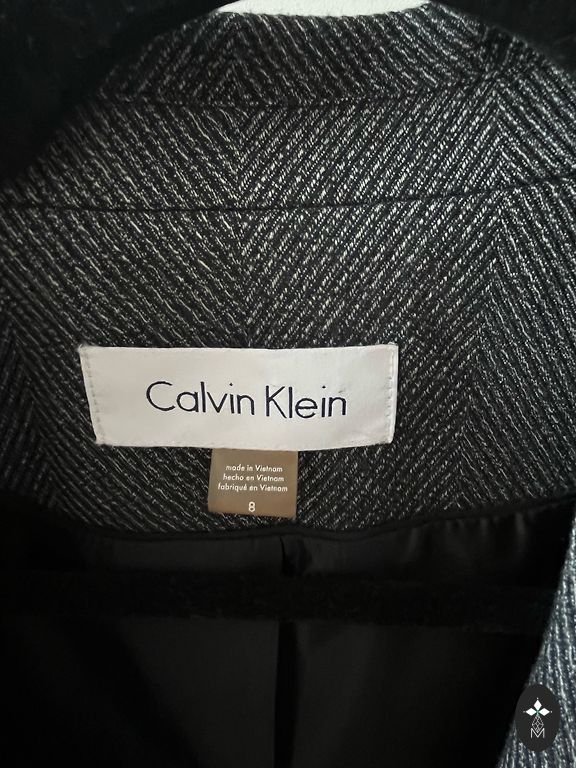 Calvin Klein
made in Vietnam
hecho en Vietnam
fabriqué en Vietnam
8
M